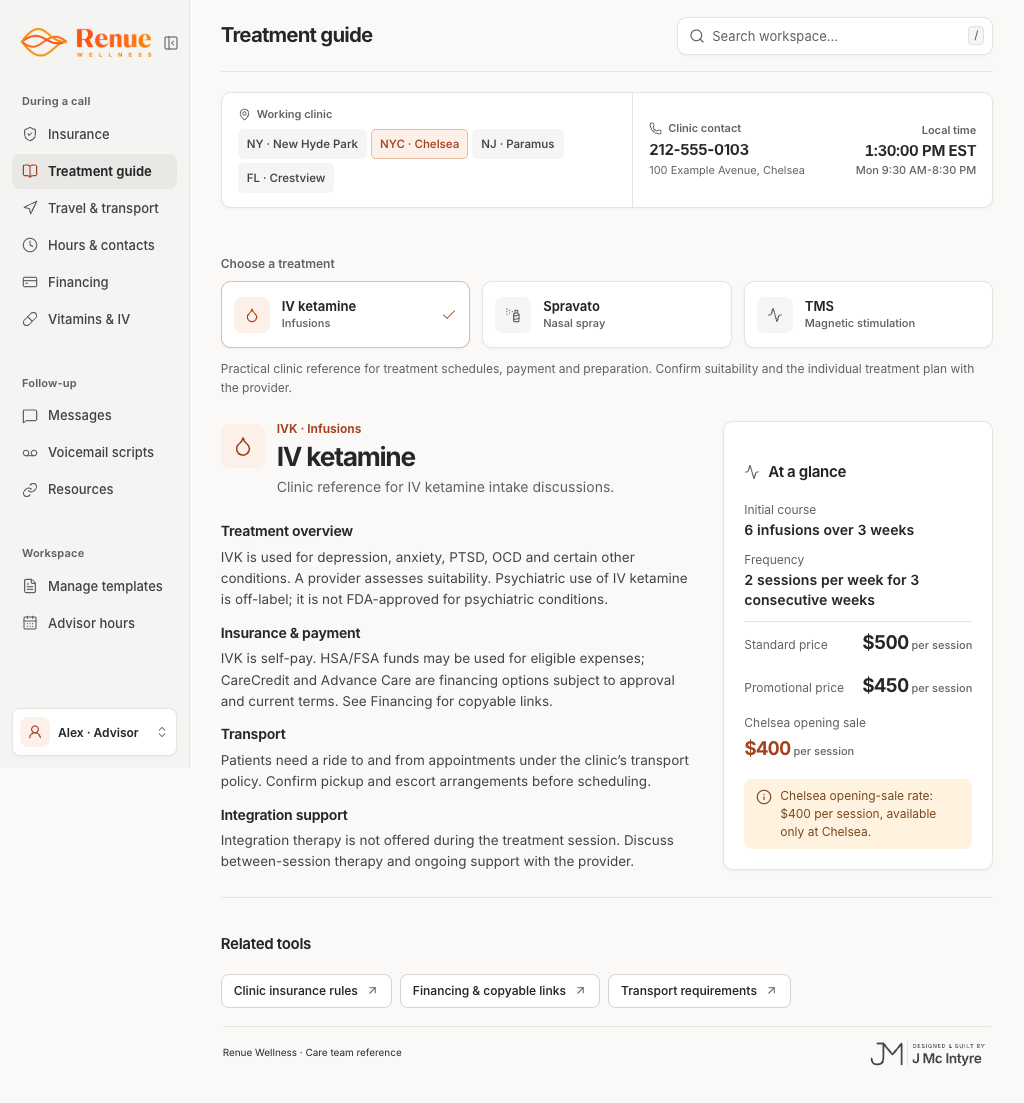 Renue
WELLNESS
During a call
Insurance
Treatment guide
Travel & transport
Hours & contacts
Financing
Vitamins & IV
Follow-up
Messages
Voicemail scripts
Resources
Workspace
Manage templates
Advisor hours
Alex · Advisor
Treatment guide
Search workspace...
/
Working clinic
NY · New Hyde Park
NYC · Chelsea
NJ · Paramus
FL · Crestview
Clinic contact
212-555-0103
100 Example Avenue, Chelsea
Local time
1:30:00 PM EST
Mon 9:30 AM-8:30 PM
Choose a treatment
IV ketamine
Infusions
Spravato
Nasal spray
TMS
Magnetic stimulation
Practical clinic reference for treatment schedules, payment and preparation. Confirm suitability and the individual treatment plan with
the provider.
IVK · Infusions
IV ketamine
Clinic reference for IV ketamine intake discussions.
Treatment overview
IVK is used for depression, anxiety, PTSD, OCD and certain other
conditions. A provider assesses suitability. Psychiatric use of IV ketamine
is off-label; it is not FDA-approved for psychiatric conditions.
Insurance & payment
IVK is self-pay. HSA/FSA funds may be used for eligible expenses;
CareCredit and Advance Care are financing options subject to approval
and current terms. See Financing for copyable links.
Transport
Patients need a ride to and from appointments under the clinic’s transport
policy. Confirm pickup and escort arrangements before scheduling.
Integration support
Integration therapy is not offered during the treatment session. Discuss
between-session therapy and ongoing support with the provider.
At a glance
Initial course
6 infusions over 3 weeks
Frequency
2 sessions per week for 3
consecutive weeks
Standard price $500 per session
Promotional price $450 per session
Chelsea opening sale
$400 per session
Chelsea opening-sale rate:
$400 per session, available
only at Chelsea.
Related tools
Clinic insurance rules
Financing & copyable links
Transport requirements
Renue Wellness · Care team reference
JM
DESIGNED & BUILT BY
J Mc Intyre